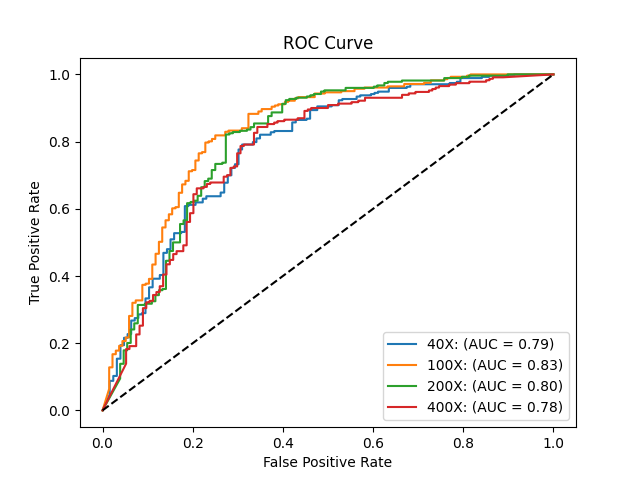 ROC Curve
True Positive Rate
1.0
0.8
0.6
0.4
0.2
0.0
0.0 0.2 0.4 0.6 0.8 1.0
False Positive Rate
40X: (AUC = 0.79)
100X: (AUC = 0.83)
200X: (AUC = 0.80)
400X: (AUC = 0.78)